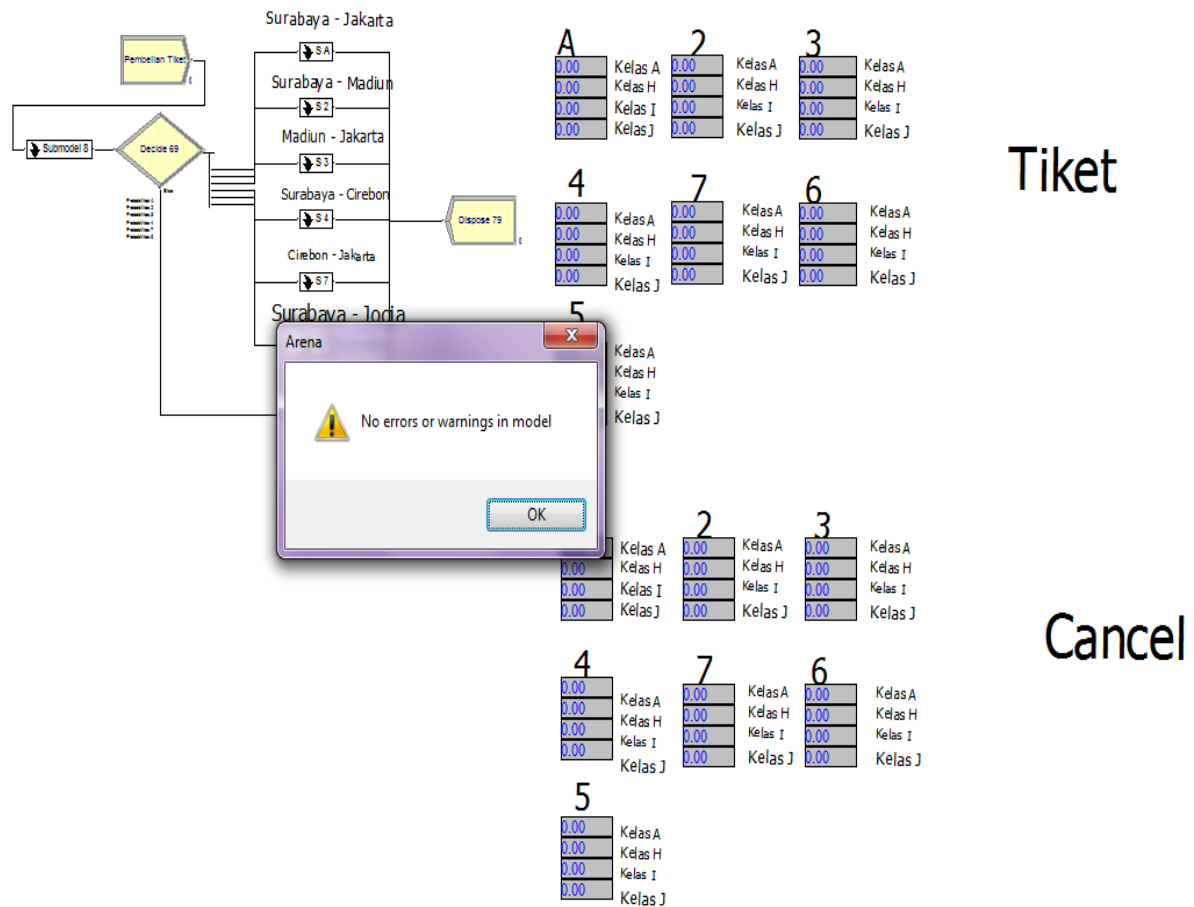 Surabaya - Jakarta
Pembelian Tiket
S A
Surabaya - Madiun
S 2
Madiun - Jakarta
S 3
Submodel 8
Decide 69
Surabaya - Cirebon
S 4
Dispose 79
Cirebon - Jakarta
S 7
Surabaya - Jogja
A 2 3
0.00 Kelas A 0.00 Kelas A 0.00 Kelas A
0.00 Kelas H 0.00 Kelas H 0.00 Kelas H
0.00 Kelas I 0.00 Kelas I 0.00 Kelas I
0.00 Kelas J 0.00 Kelas J 0.00 Kelas J
Tiket
4 7 6
0.00 Kelas A 0.00 Kelas A 0.00 Kelas A
0.00 Kelas H 0.00 Kelas H 0.00 Kelas H
0.00 Kelas I 0.00 Kelas I 0.00 Kelas I
0.00 Kelas J 0.00 Kelas J 0.00 Kelas J
5
Kelas A
Kelas H
Kelas I
Kelas J
Arena
No errors or warnings in model
OK
2 3
Kelas A 0.00 Kelas A 0.00 Kelas A
0.00 Kelas H 0.00 Kelas H 0.00 Kelas H
0.00 Kelas I 0.00 Kelas I 0.00 Kelas I
0.00 Kelas J 0.00 Kelas J 0.00 Kelas J
Cancel
4 7 6
0.00 Kelas A 0.00 Kelas A 0.00 Kelas A
0.00 Kelas H 0.00 Kelas H 0.00 Kelas H
0.00 Kelas I 0.00 Kelas I 0.00 Kelas I
0.00 Kelas J 0.00 Kelas J 0.00 Kelas J
5
0.00 Kelas A
0.00 Kelas H
0.00 Kelas I
0.00 Kelas J